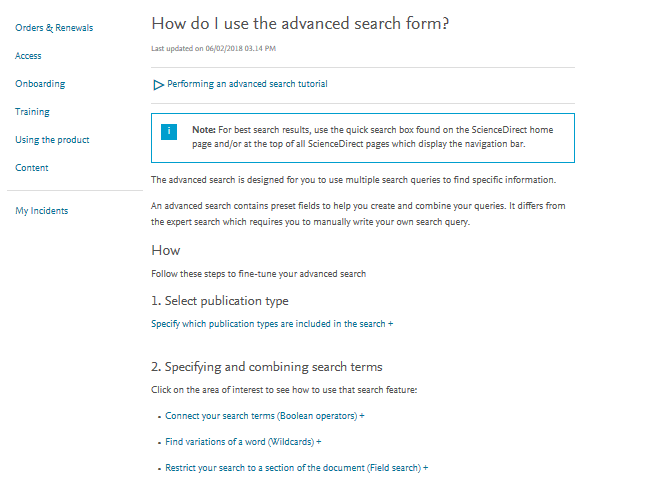 Orders & Renewals
Access
Onboarding
Training
Using the product
Content
My Incidents
How do I use the advanced search form?
Last updated on 06/02/2018 03.14 PM
Performing an advanced search tutorial
i
Note: For best search results, use the quick search box found on the ScienceDirect home
page and/or at the top of all ScienceDirect pages which display the navigation bar.
The advanced search is designed for you to use multiple search queries to find specific information.
An advanced search contains preset fields to help you create and combine your queries. It differs from
the expert search which requires you to manually write your own search query.
How
Follow these steps to fine-tune your advanced search
1. Select publication type
Specify which publication types are included in the search +
2. Specifying and combining search terms
Click on the area of interest to see how to use that search feature:
• Connect your search terms (Boolean operators) +
• Find variations of a word (Wildcards) +
• Restrict your search to a section of the document (Field search) +